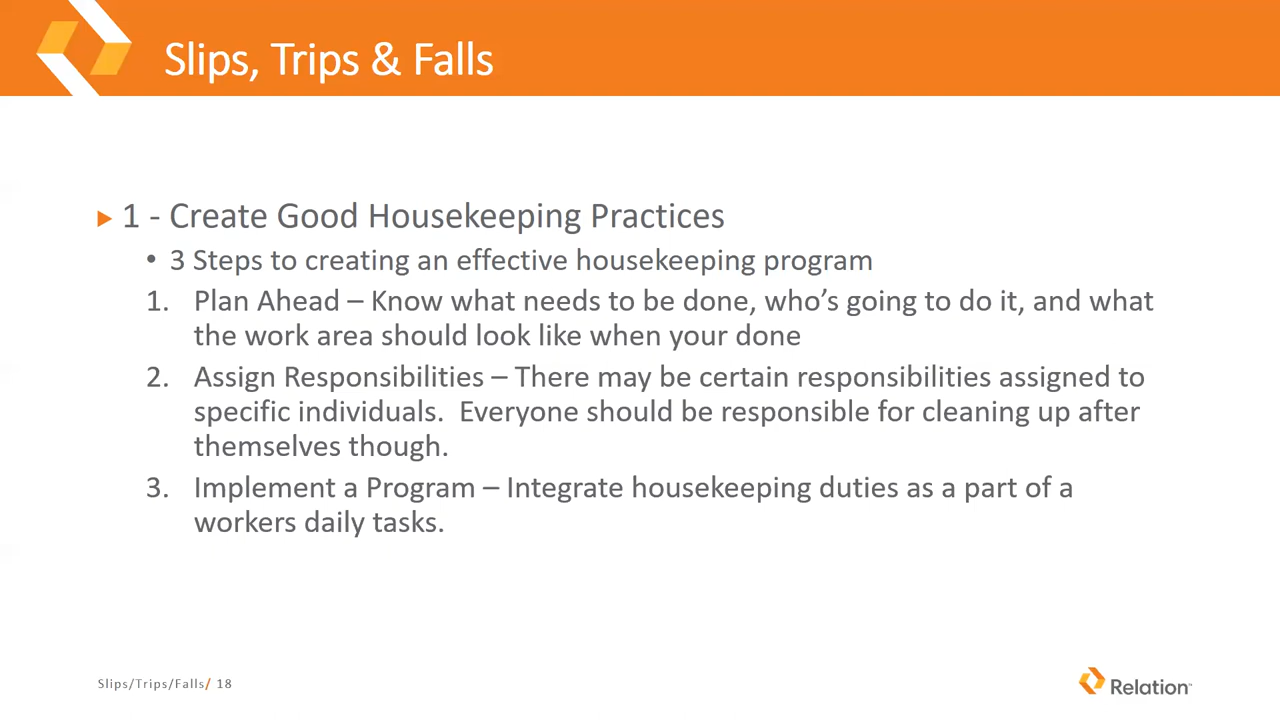 Slips, Trips & Falls
1 - Create Good Housekeeping Practices
• 3 Steps to creating an effective housekeeping program
1. Plan Ahead – Know what needs to be done, who’s going to do it, and what
the work area should look like when your done
2. Assign Responsibilities – There may be certain responsibilities assigned to
specific individuals.  Everyone should be responsible for cleaning up after
themselves though.
3. Implement a Program – Integrate housekeeping duties as a part of a
workers daily tasks.
Slips/Trips/Falls/ 18
Relation™